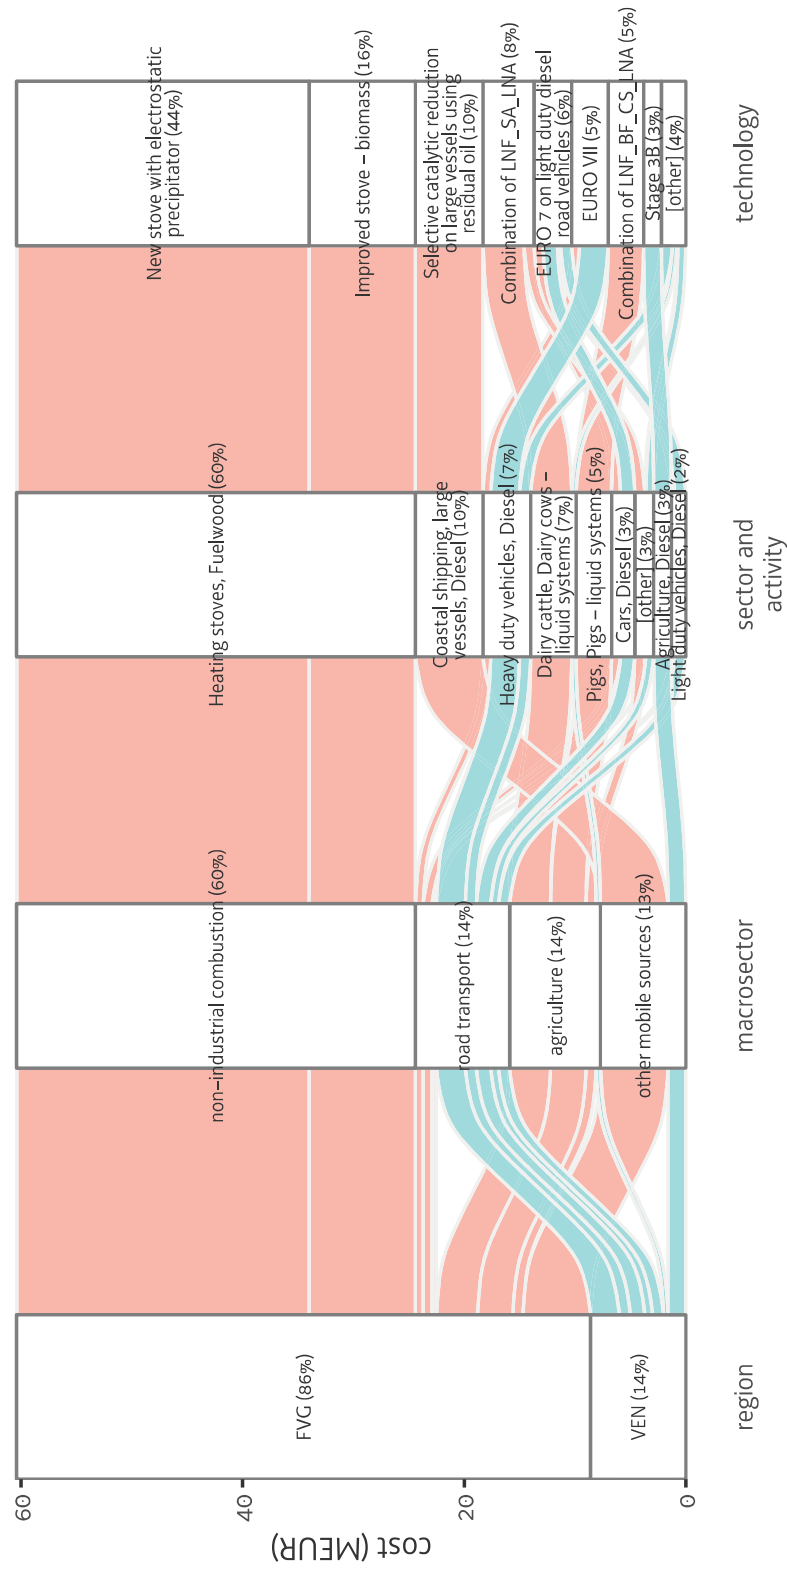 cost (MEUR)
60
40
20
0
FVG (86%)
VEN (14%)
region
non−industrial combustion (60%)
road transport (14%)
agriculture (14%)
other mobile sources (13%)
macrosector
Heating stoves, Fuelwood (60%)
Coastal shipping, large
vessels, Diesel (10%)
Heavy duty vehicles, Diesel (7%)
Dairy cattle, Dairy cows −
liquid systems (7%)
Pigs, Pigs − liquid systems (5%)
Cars, Diesel (3%)
[other] (3%)
Agriculture, Diesel (3%)
Light duty vehicles, Diesel (2%)
sector and
activity
New stove with electrostatic
precipitator (44%)
Improved stove − biomass (16%)
Selective catalytic reduction
on large vessels using
residual oil (10%)
Combination of LNF_SA_LNA (8%)
EURO 7 on light duty diesel
road vehicles (6%)
EURO VII (5%)
Combination of LNF_BF_CS_LNA (5%)
Stage 3B (3%)
[other] (4%)
technology